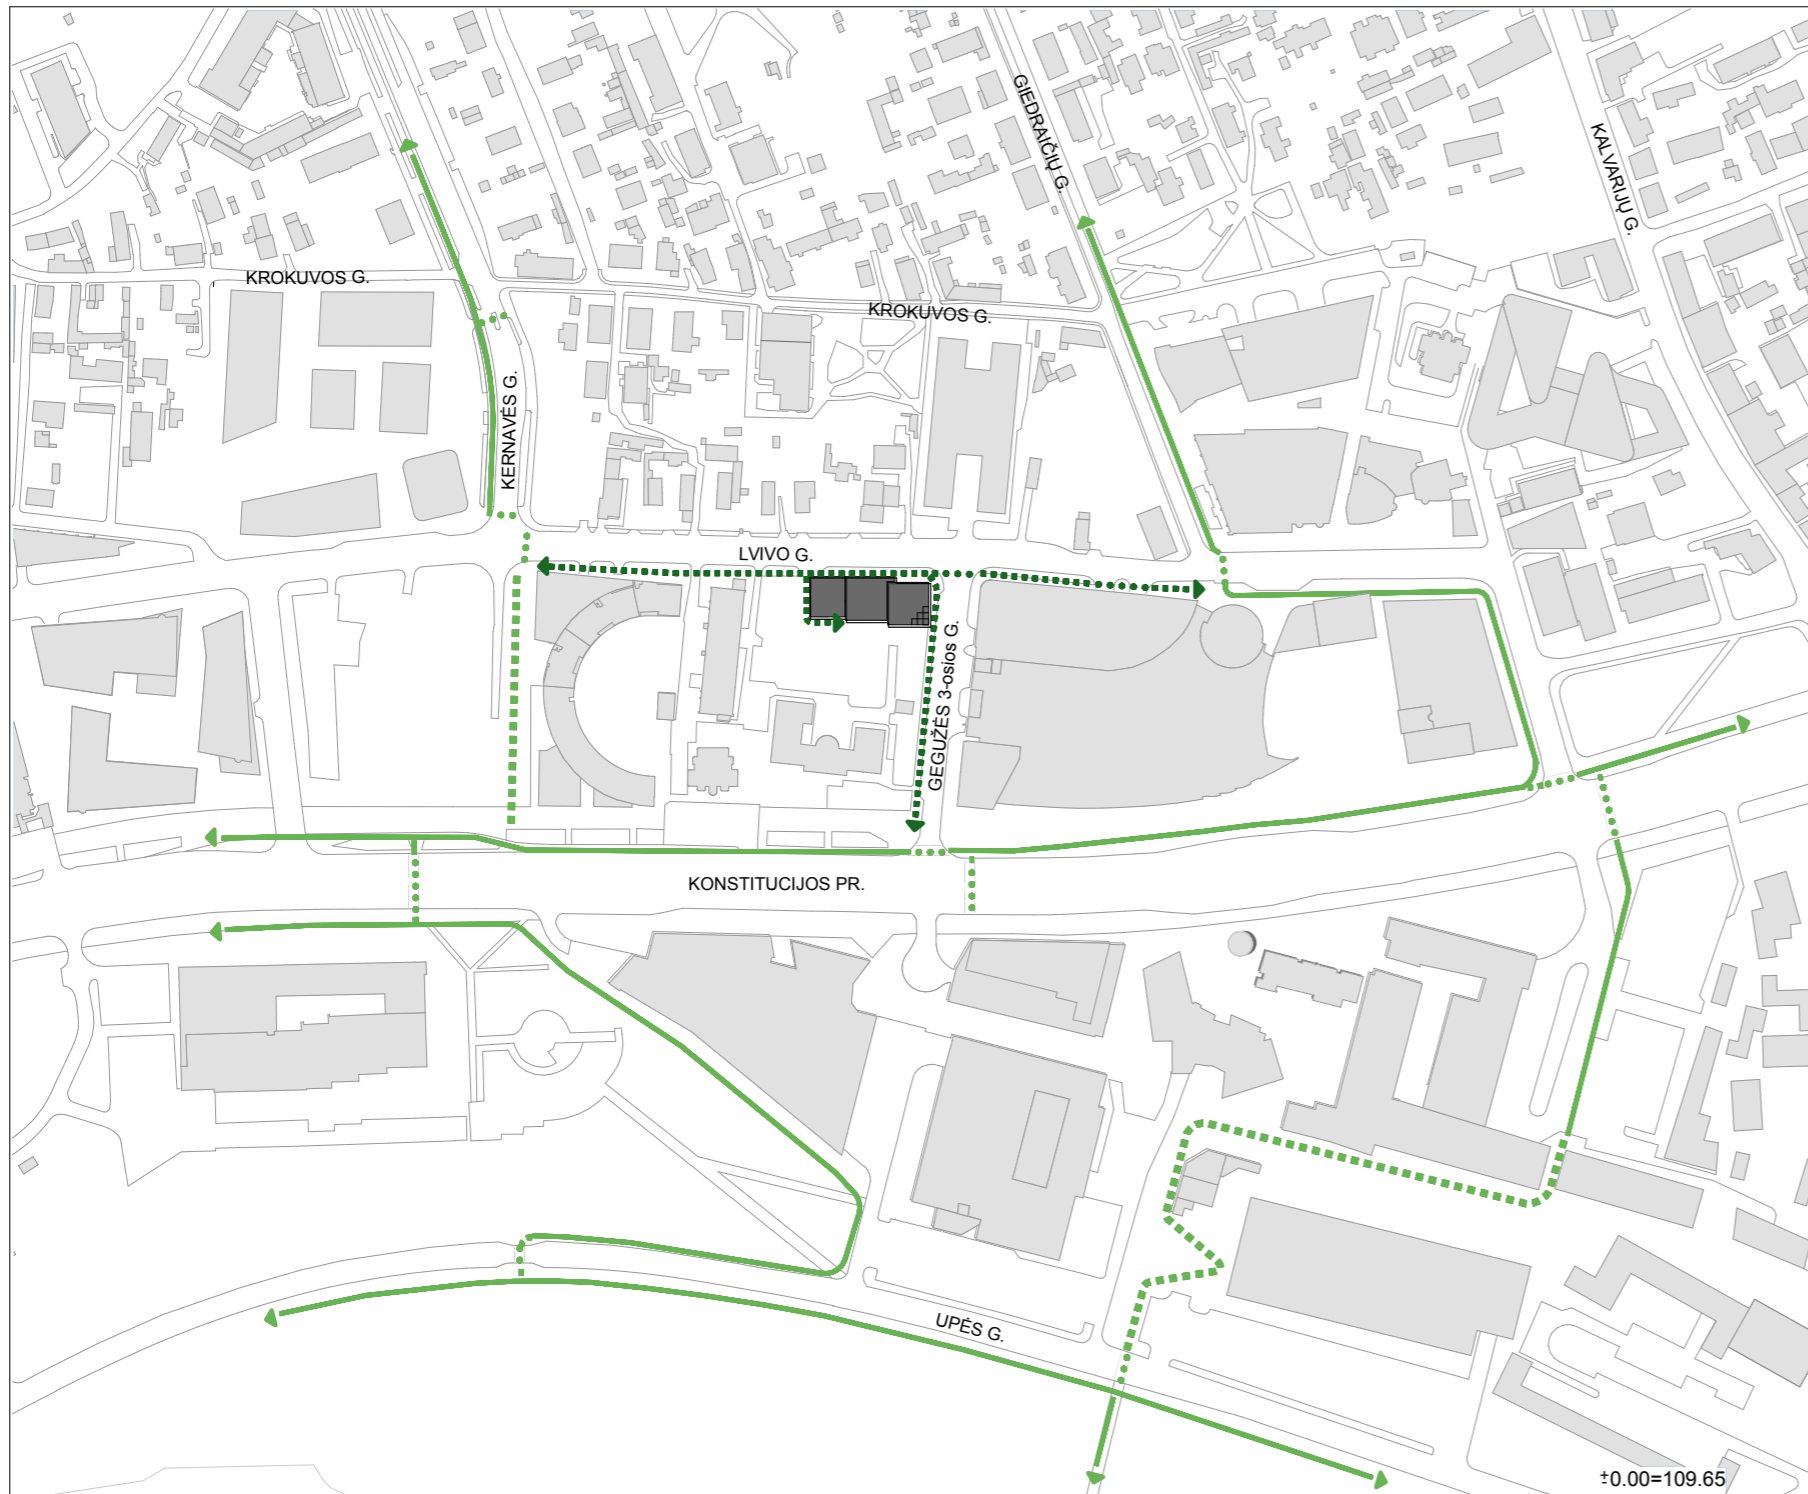 GIEDRAIČIŲ G.
KALVARIJŲ G.
KROKUVOS G.
KROKUVOS G.
KERNAVĖS G.
LVIVO G.
GEGUŽĖS 3-osios G.
KONSTITUCIJOS PR.
UPĖS G.
±0.00=109.65